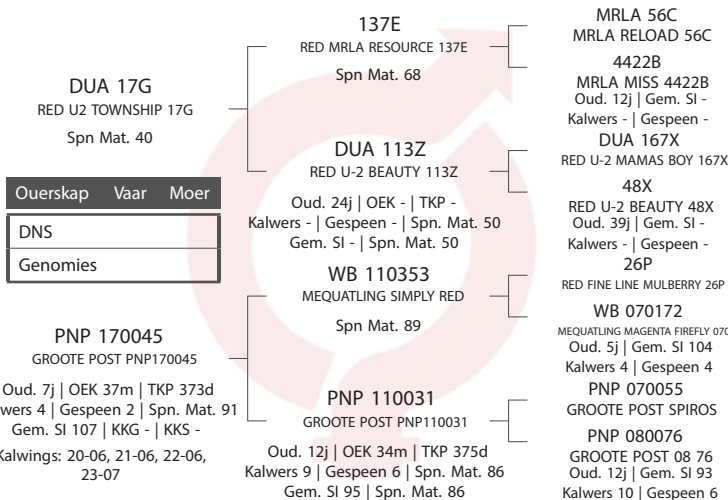 DUA 17G
RED U2 TOWNSHIP 17G
Spn Mat. 40
Ouerskap Vaar Moer
DNS
Genomies
PNP 170045
GROOTE POST PNP170045
Oud. 7j | OEK 37m | TKP 373d
wers 4 | Gespeen 2 | Spn. Mat. 91
Gem. SI 107 | KKG - | KKS -
Kalwings: 20-06, 21-06, 22-06,
23-07
137E
RED MRLA RESOURCE 137E
Spn Mat. 68
DUA 113Z
RED U-2 BEAUTY 113Z
Oud. 24j | OEK - | TKP -
Kalwers - | Gespeen - | Spn. Mat. 50
Gem. SI - | Spn. Mat. 50
WB 110353
MEQUATLING SIMPLY RED
Spn Mat. 89
PNP 110031
GROOTE POST PNP110031
Oud. 12j | OEK 34m | TKP 375d
Kalwers 9 | Gespeen 6 | Spn. Mat. 86
Gem. SI 95 | Spn. Mat. 86
MRLA 56C
MRLA RELOAD 56C
4422B
MRLA MISS 4422B
Oud. 12j | Gem. SI -
Kalwers - | Gespeen -
DUA 167X
RED U-2 MAMAS BOY 167X
48X
RED U-2 BEAUTY 48X
Oud. 39j | Gem. SI -
Kalwers - | Gespeen -
26P
RED FINE LINE MULBERRY 26P
WB 070172
MEQUATLING MAGENTA FIREFLY 070
Oud. 5j | Gem. SI 104
Kalwers 4 | Gespeen 4
PNP 070055
GROOTE POST SPIROS
PNP 080076
GROOTE POST 08 76
Oud. 12j | Gem. SI 93
Kalwers 10 | Gespeen 6